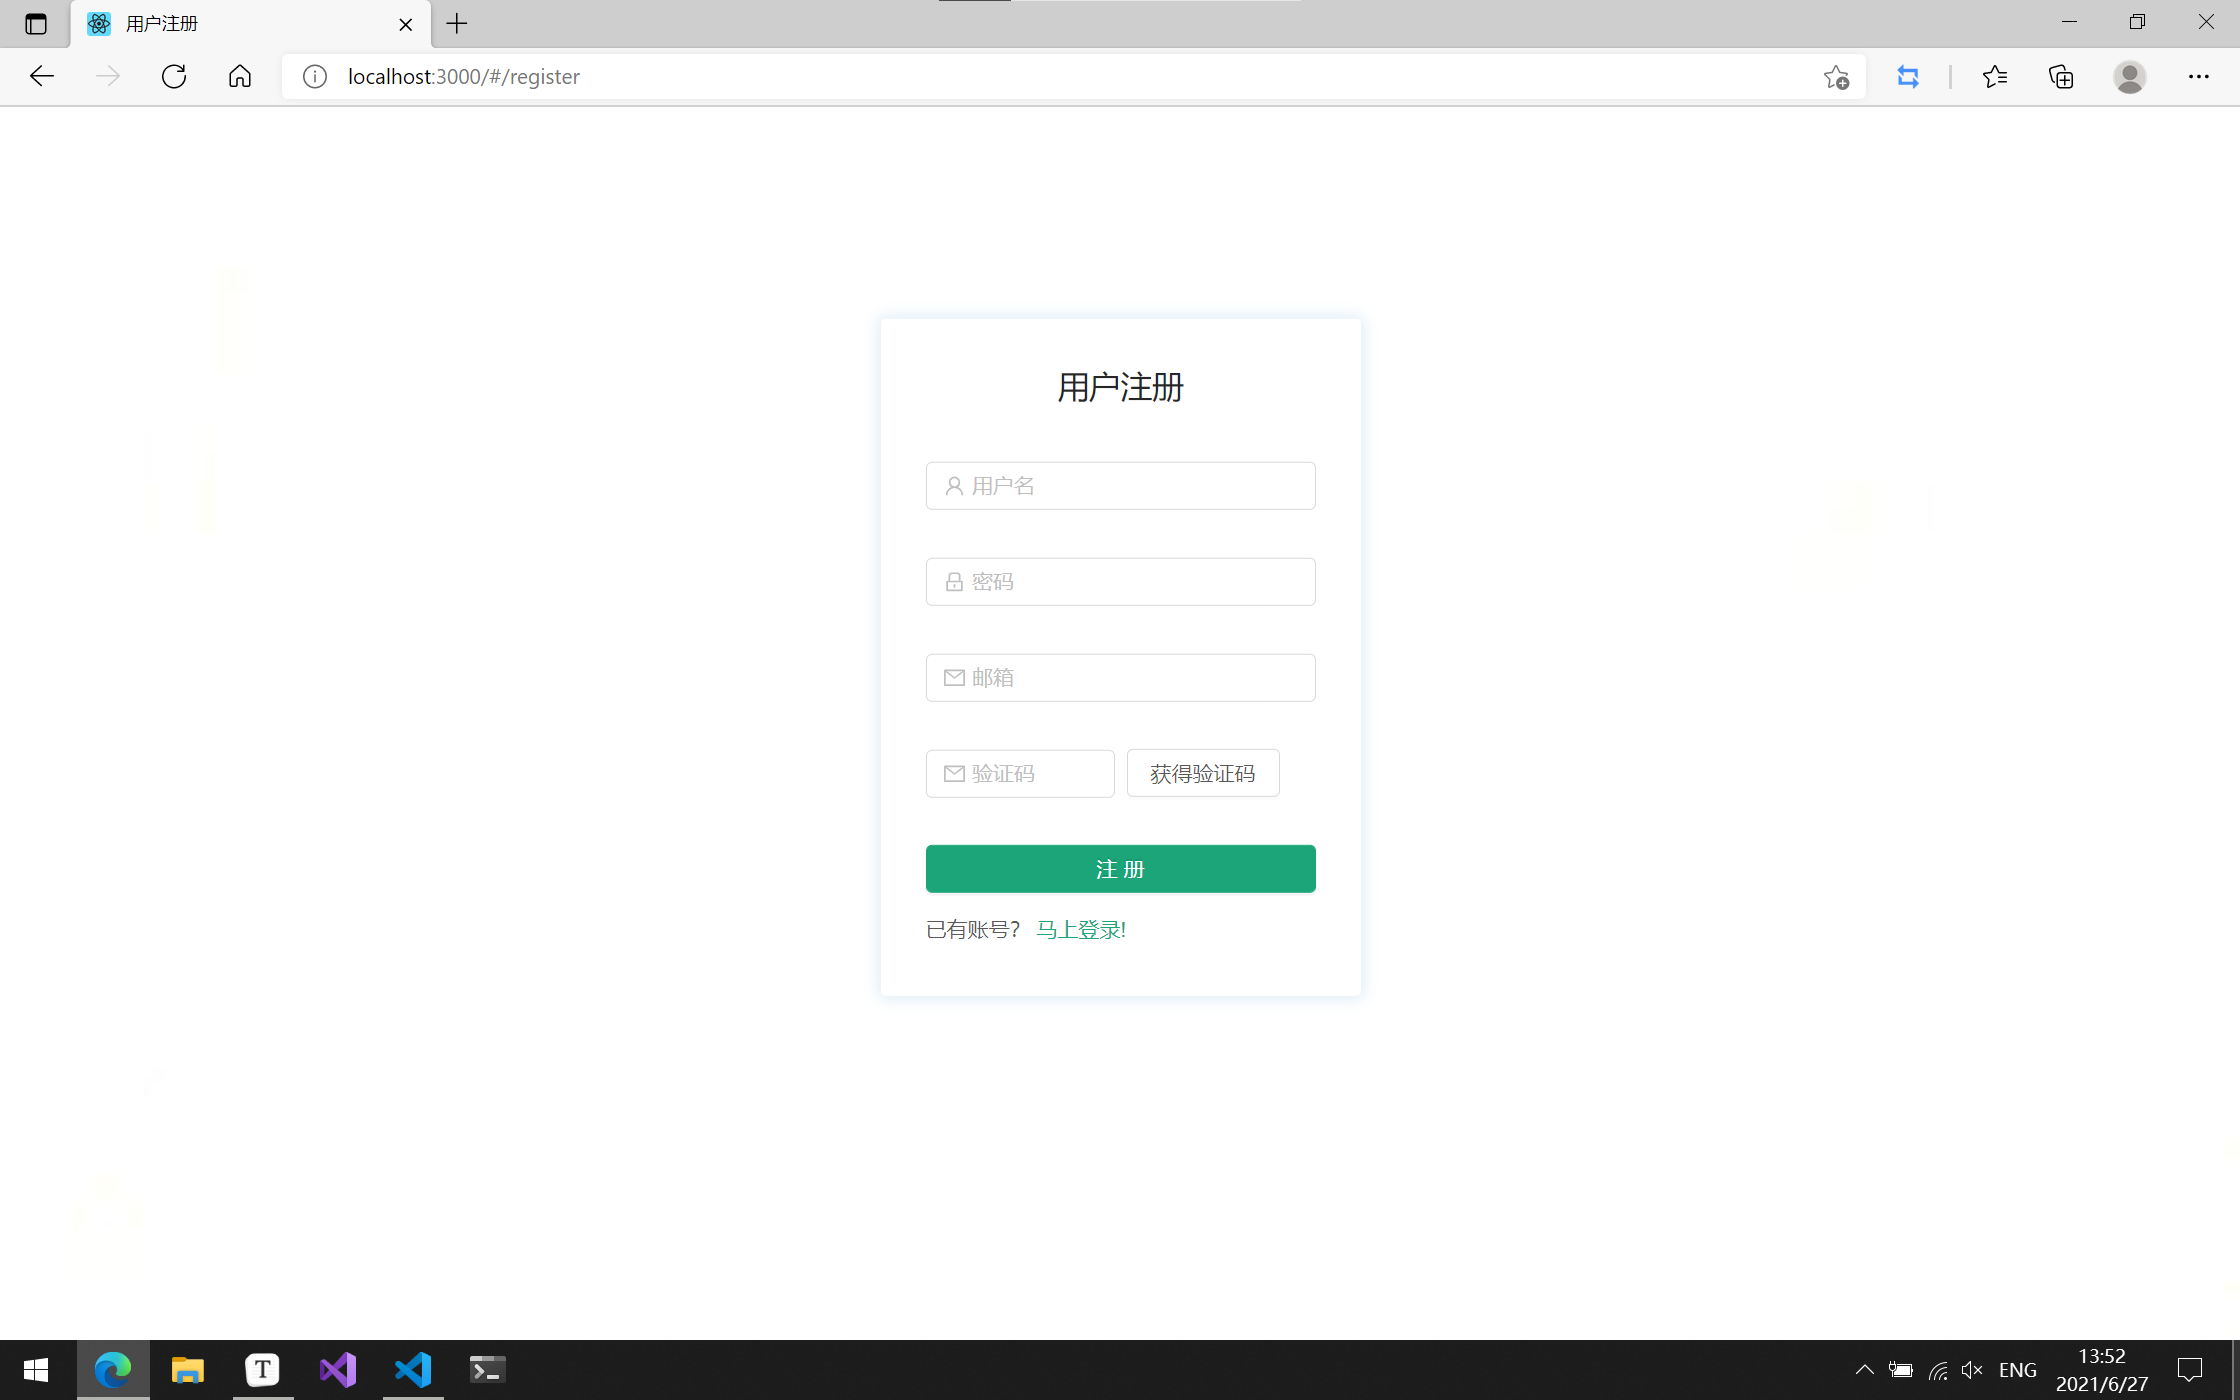 用户注册
localhost:3000/#/register
用户注册
用户名
密码
邮箱
验证码 获得验证码
注 册
已有账号? 马上登录!
T
ENG
13:52
2021/6/27